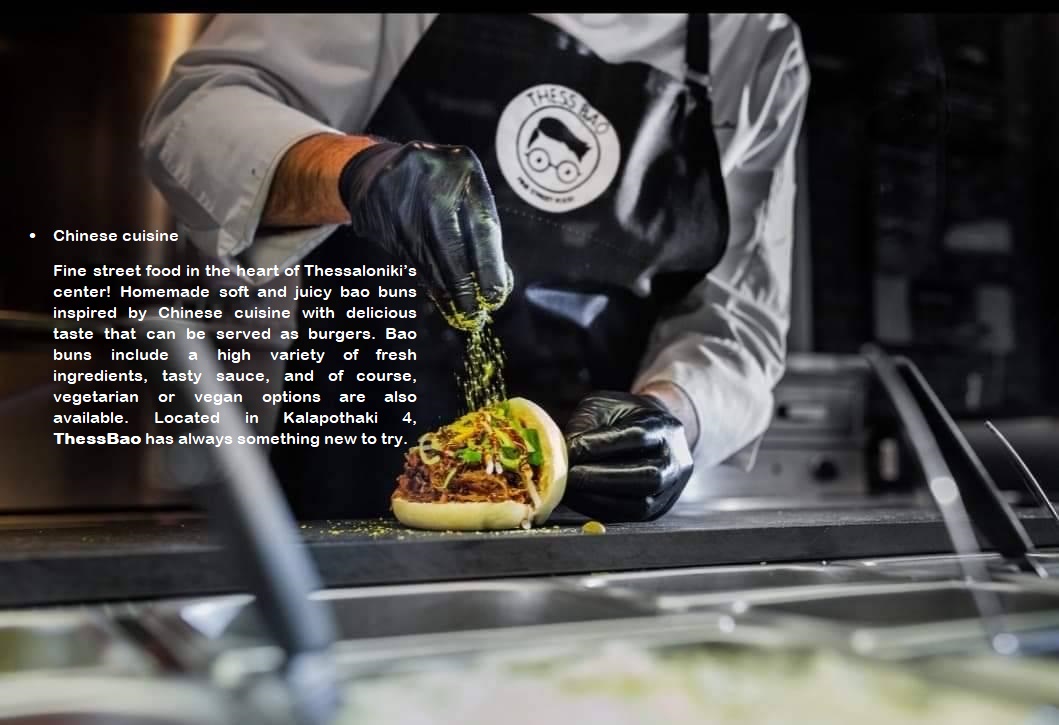 THESS BAO
FINE STREET FOOD
• Chinese cuisine
Fine street food in the heart of Thessaloniki’s
center! Homemade soft and juicy bao buns
inspired by Chinese cuisine with delicious
taste that can be served as burgers. Bao
buns include a high variety of fresh
ingredients, tasty sauce, and of course,
vegetarian or vegan options are also
available. Located in Kalapothaki 4,
ThessBao has always something new to try.